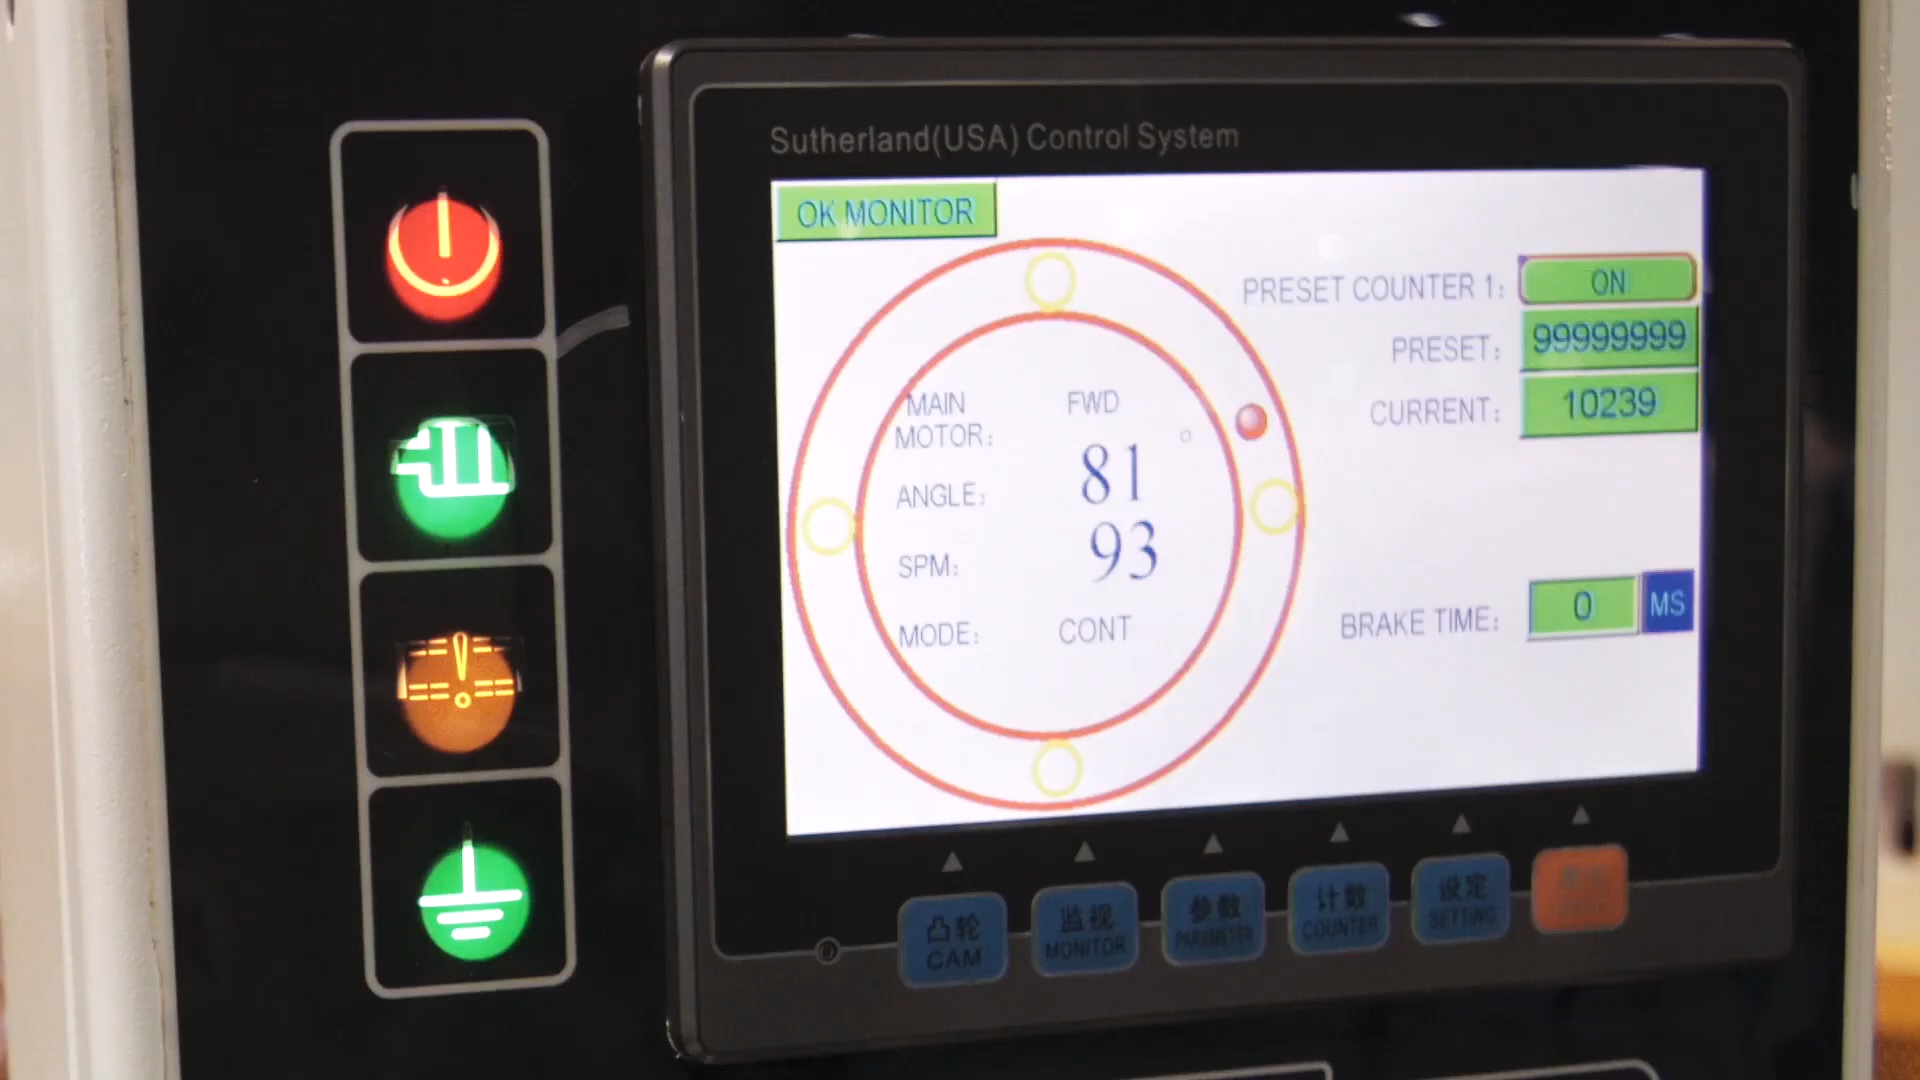 Sutherland(USA) Control System
OK MONITOR
PRESET COUNTER 1: ON
PRESET: 99999999
CURRENT: 10239
MAIN MOTOR: FWD
ANGLE: 81 °
SPM: 93
MODE: CONT
BRAKE TIME: 0 MS
凸轮 CAM
监视 MONITOR
参数 PARAMETER
计数 COUNTER
设定 SETTING